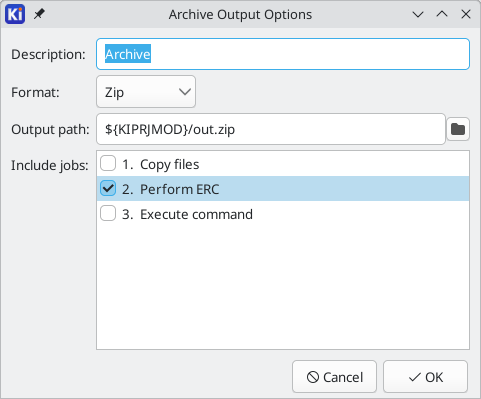 Ki
Archive Output Options
Description: Archive
Format: Zip
Output path: ${KIPRJMOD}/out.zip
Include jobs:
1. Copy files
2. Perform ERC
3. Execute command
Cancel OK